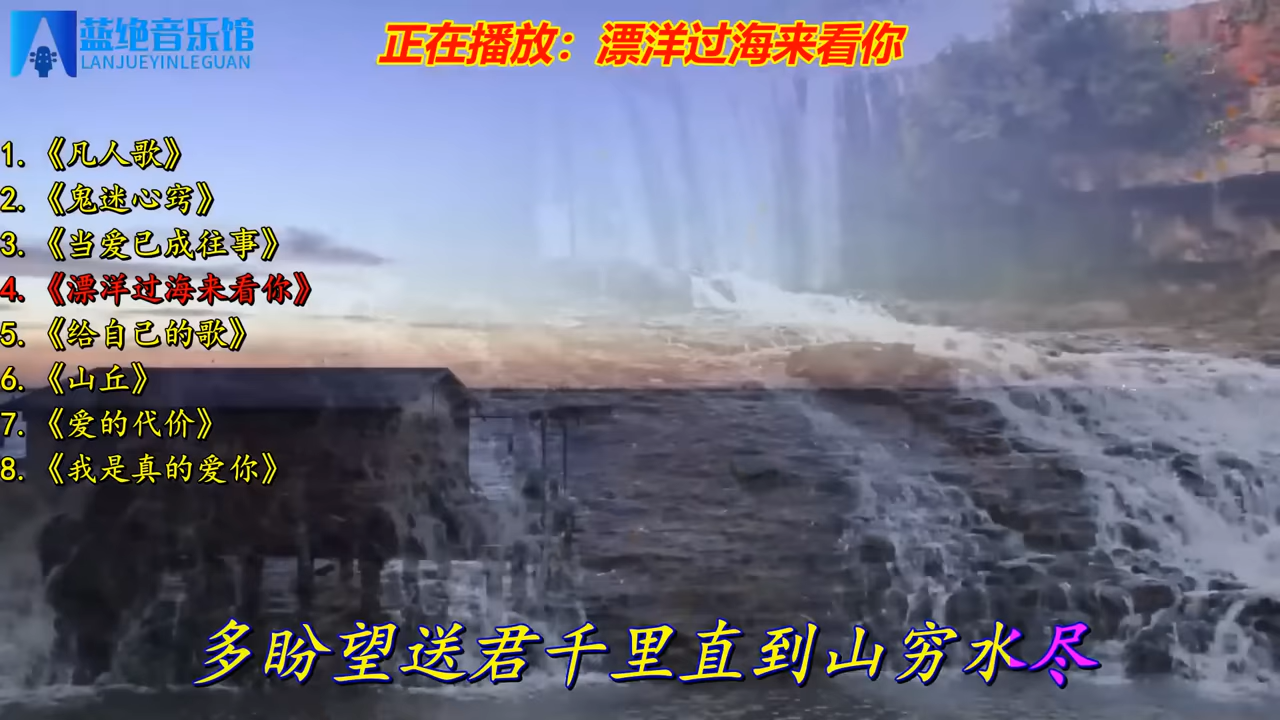 蓝绝音乐馆
LANJUEYINLEGUAN
正在播放：漂洋过海来看你
1.《凡人歌》
2.《鬼迷心窍》
3.《当爱已成往事》
4.《漂洋过海来看你》
5.《给自己的歌》
6.《山丘》
7.《爱的代价》
8.《我是真的爱你》
多盼望送君千里直到山穷水尽